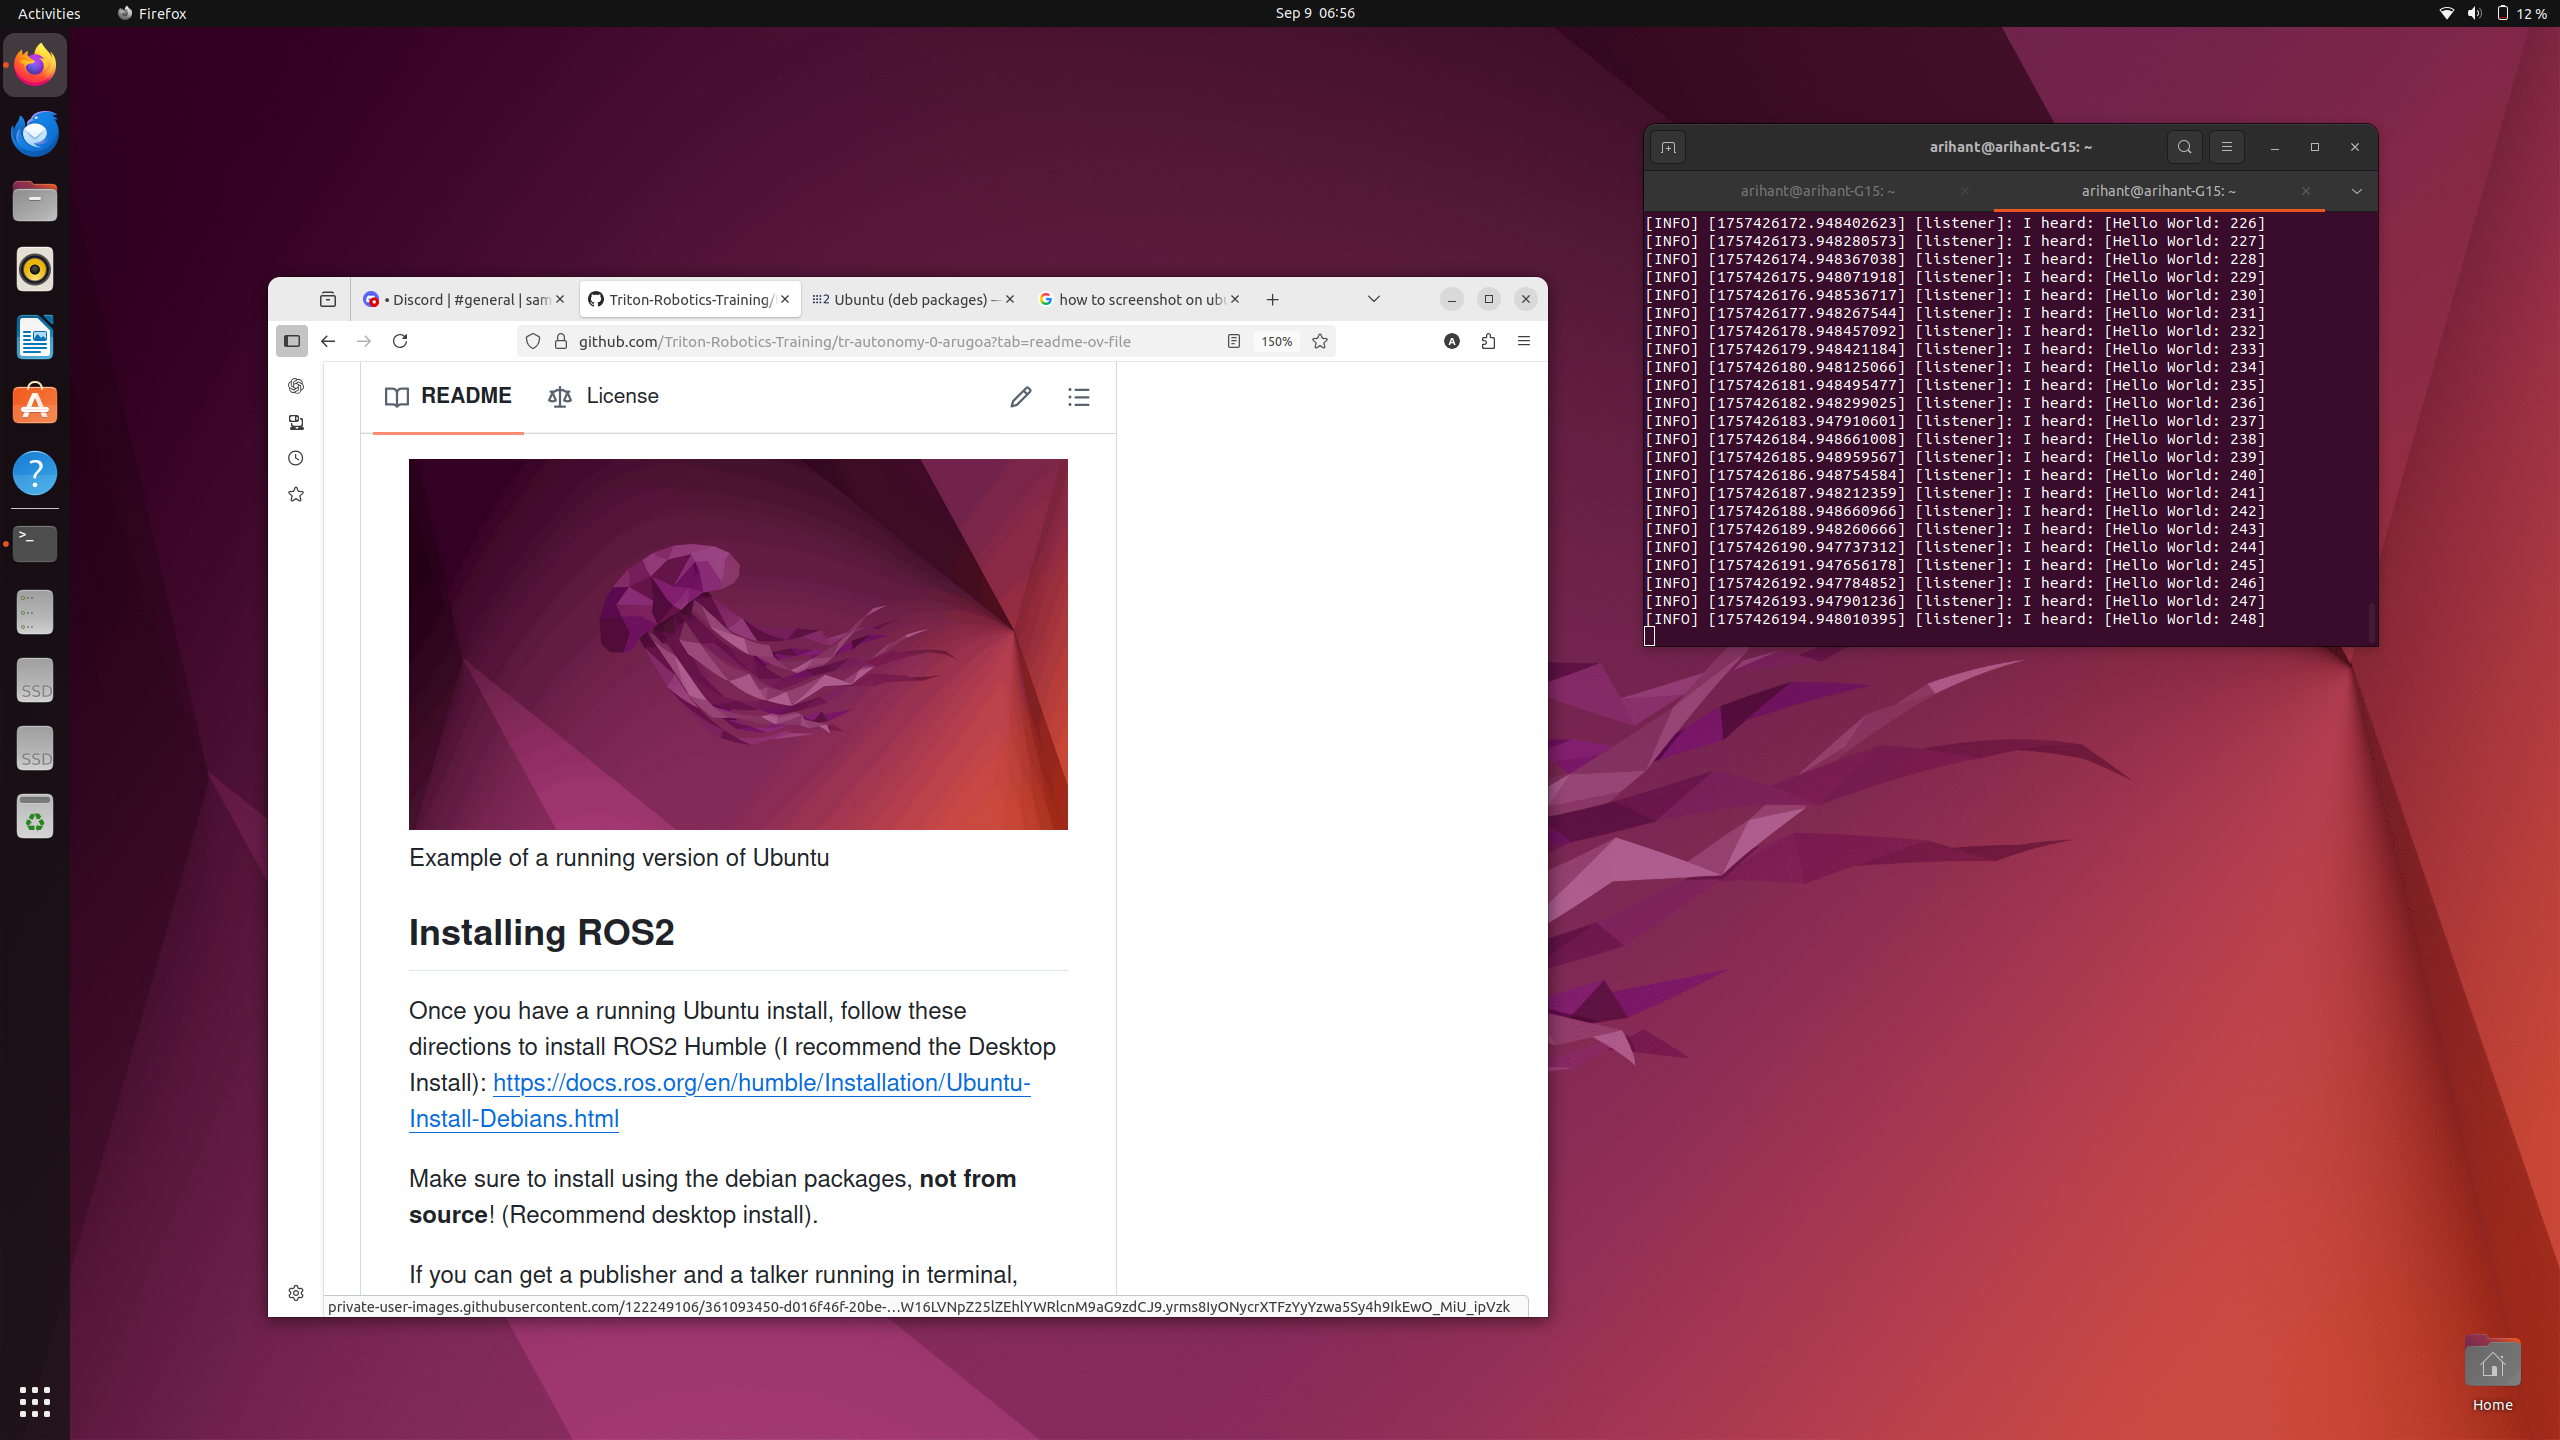 Activities
Firefox
Sep 9 06:56
12 %
• Discord | #general | sam
Triton-Robotics-Training/
Ubuntu (deb packages) —
how to screenshot on ubu
github.com/Triton-Robotics-Training/tr-autonomy-0-arugoa?tab=readme-ov-file
150%
README
License
Example of a running version of Ubuntu
Installing ROS2
Once you have a running Ubuntu install, follow these
directions to install ROS2 Humble (I recommend the Desktop
Install): https://docs.ros.org/en/humble/Installation/Ubuntu-
Install-Debians.html
Make sure to install using the debian packages, not from
source! (Recommend desktop install).
If you can get a publisher and a talker running in terminal,
private-user-images.githubusercontent.com/122249106/361093450-d016f46f-20be-…W16LVNpZ25lZEhlYWRlcnM9aG9zdCJ9.yrms8IyONycrXTFzYyYzwa5Sy4h9IkEwO_MiU_ipVzk
arihant@arihant-G15: ~
arihant@arihant-G15: ~
arihant@arihant-G15: ~
[INFO] [1757426172.948402623] [listener]: I heard: [Hello World: 226]
[INFO] [1757426173.948280573] [listener]: I heard: [Hello World: 227]
[INFO] [1757426174.948367038] [listener]: I heard: [Hello World: 228]
[INFO] [1757426175.948071918] [listener]: I heard: [Hello World: 229]
[INFO] [1757426176.948536717] [listener]: I heard: [Hello World: 230]
[INFO] [1757426177.948267544] [listener]: I heard: [Hello World: 231]
[INFO] [1757426178.948457092] [listener]: I heard: [Hello World: 232]
[INFO] [1757426179.948421184] [listener]: I heard: [Hello World: 233]
[INFO] [1757426180.948125066] [listener]: I heard: [Hello World: 234]
[INFO] [1757426181.948495477] [listener]: I heard: [Hello World: 235]
[INFO] [1757426182.948299025] [listener]: I heard: [Hello World: 236]
[INFO] [1757426183.947910601] [listener]: I heard: [Hello World: 237]
[INFO] [1757426184.948661008] [listener]: I heard: [Hello World: 238]
[INFO] [1757426185.948959567] [listener]: I heard: [Hello World: 239]
[INFO] [1757426186.948754584] [listener]: I heard: [Hello World: 240]
[INFO] [1757426187.948212359] [listener]: I heard: [Hello World: 241]
[INFO] [1757426188.948660966] [listener]: I heard: [Hello World: 242]
[INFO] [1757426189.948260666] [listener]: I heard: [Hello World: 243]
[INFO] [1757426190.947737312] [listener]: I heard: [Hello World: 244]
[INFO] [1757426191.947656178] [listener]: I heard: [Hello World: 245]
[INFO] [1757426192.947784852] [listener]: I heard: [Hello World: 246]
[INFO] [1757426193.947901236] [listener]: I heard: [Hello World: 247]
[INFO] [1757426194.948010395] [listener]: I heard: [Hello World: 248]
SSD
SSD
Home